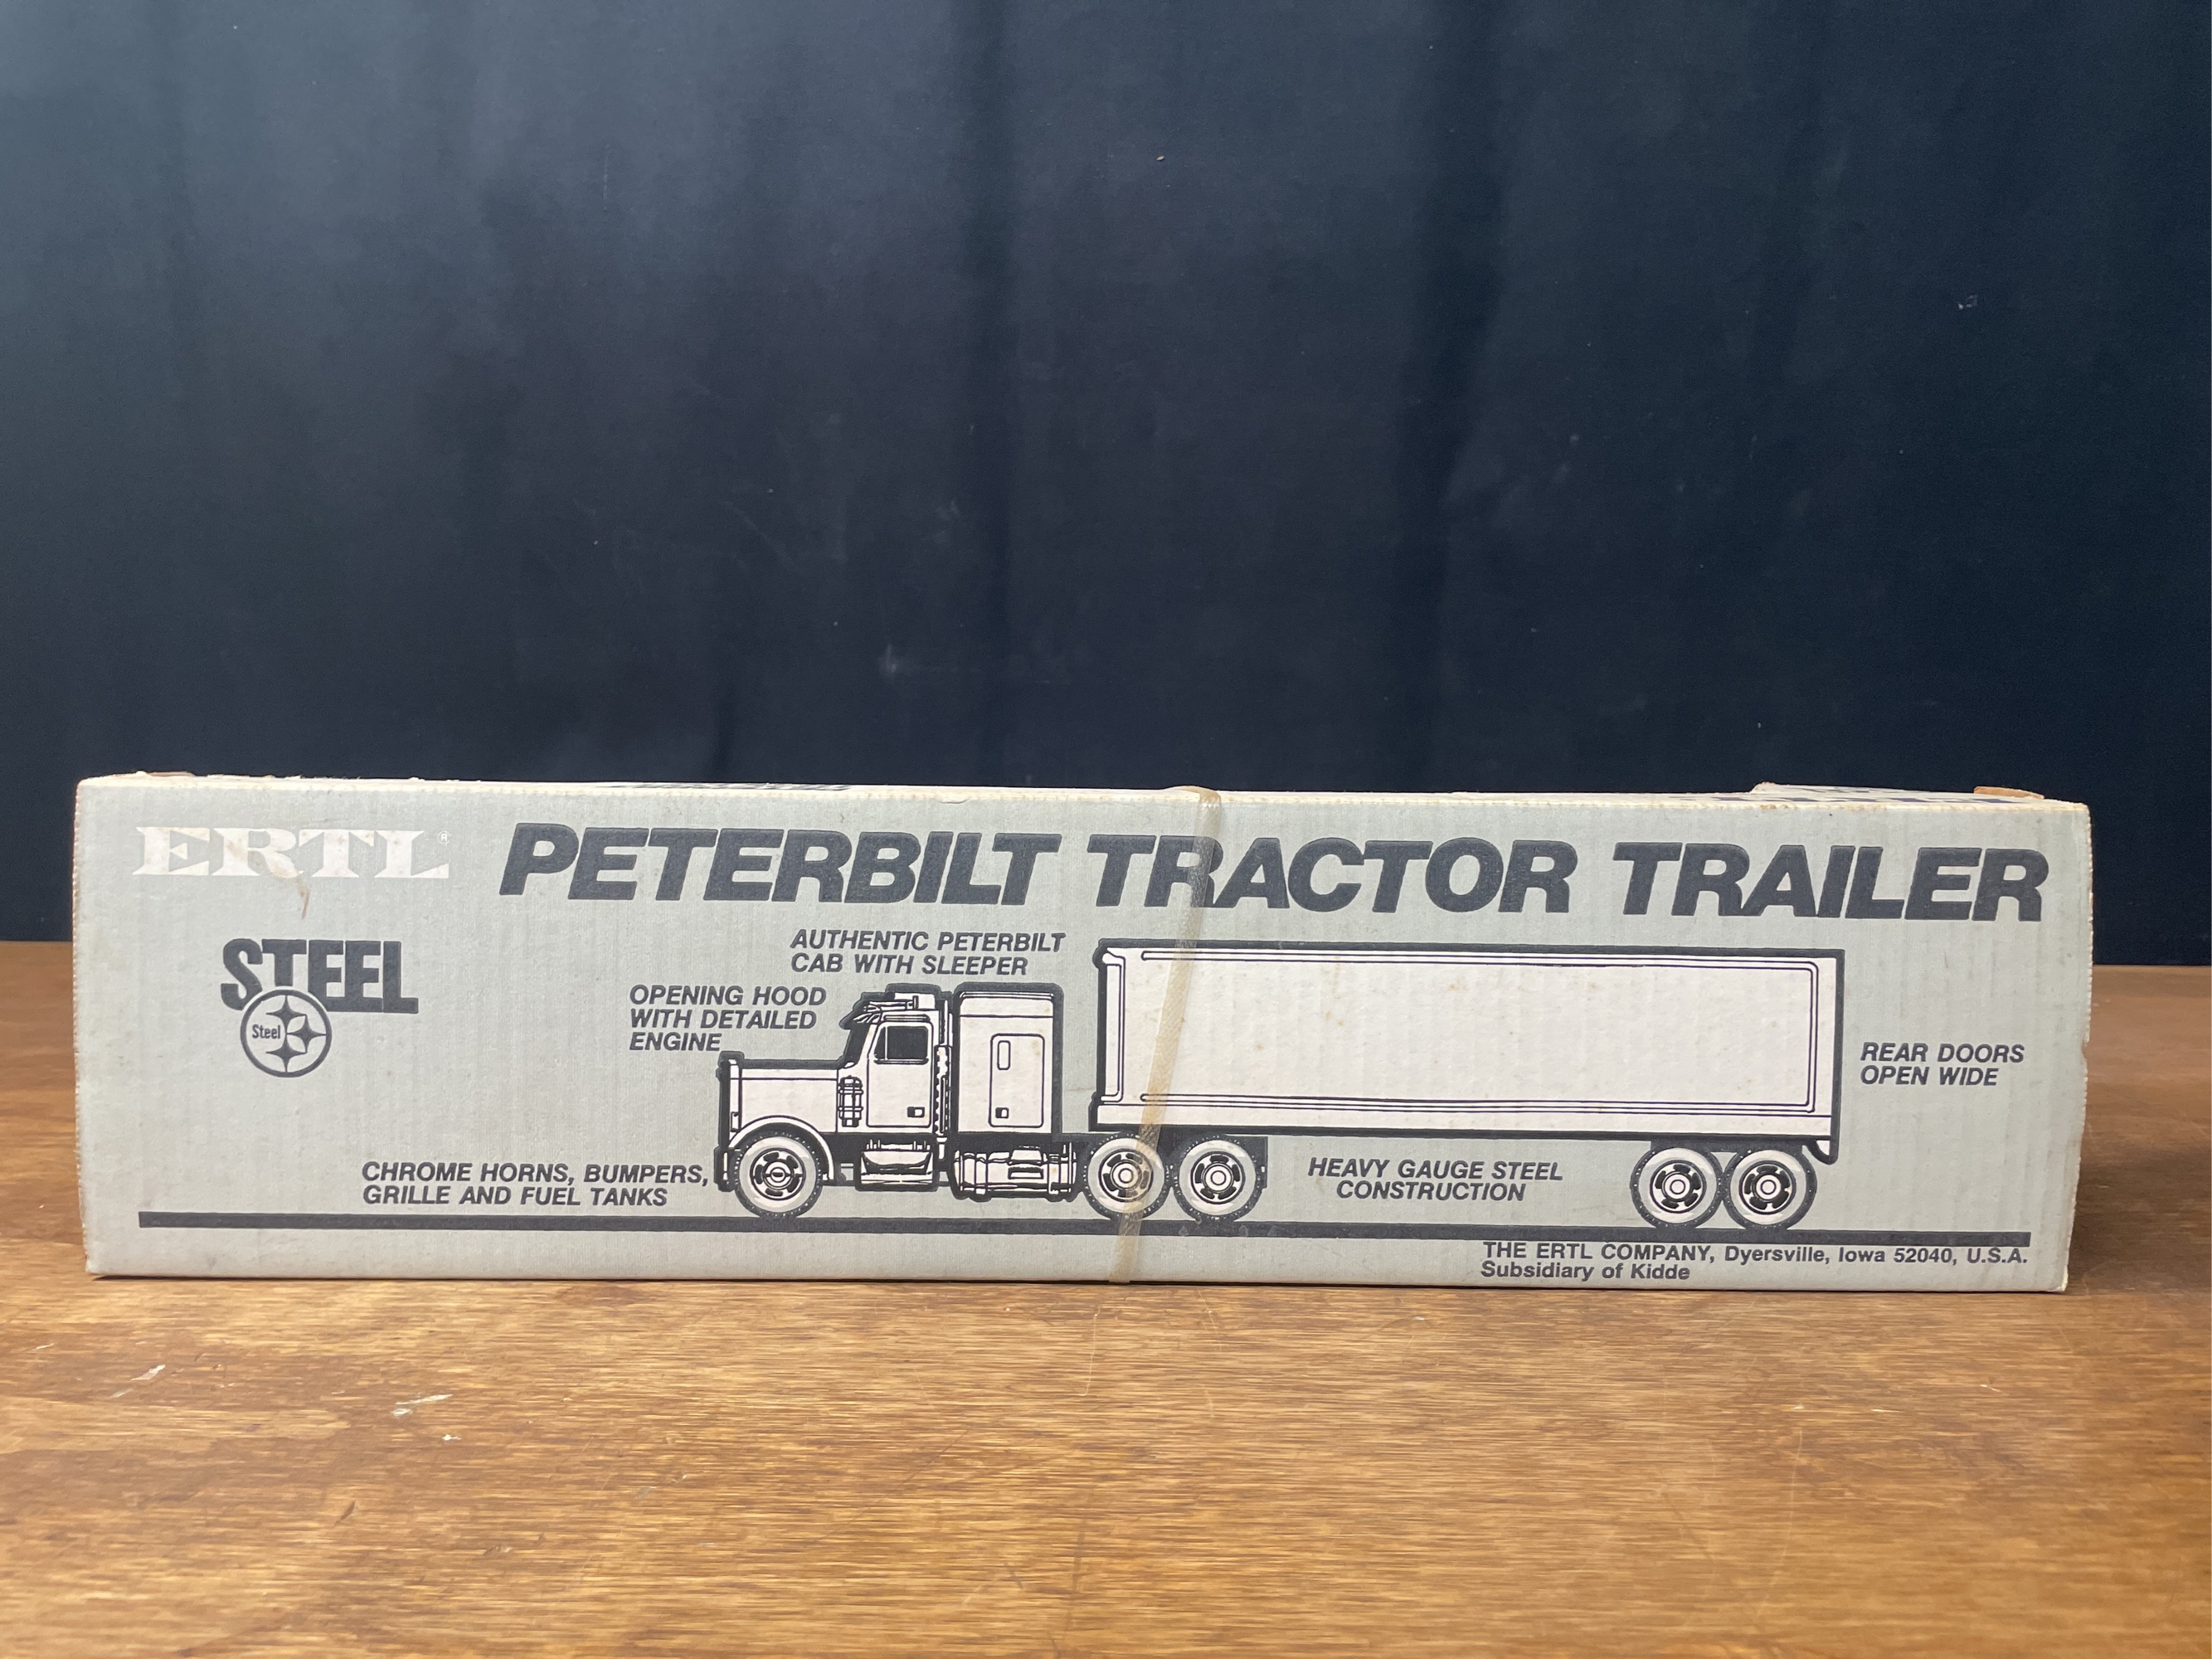 ERTL®
PETERBILT TRACTOR TRAILER
STEEL
Steel
AUTHENTIC PETERBILT
CAB WITH SLEEPER
OPENING HOOD
WITH DETAILED
ENGINE
REAR DOORS
OPEN WIDE
CHROME HORNS, BUMPERS,
GRILLE AND FUEL TANKS
HEAVY GAUGE STEEL
CONSTRUCTION
THE ERTL COMPANY, Dyersville, Iowa 52040, U.S.A.
Subsidiary of Kidde